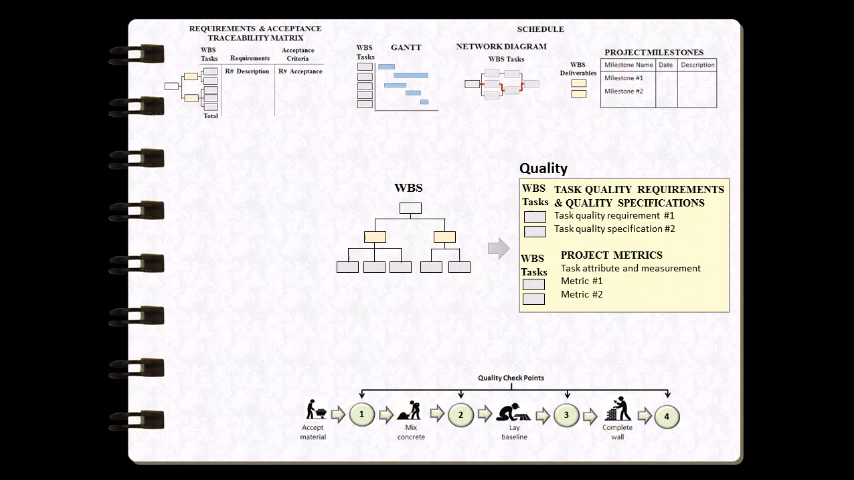 REQUIREMENTS & ACCEPTANCE
TRACEABILITY MATRIX
WBS
Tasks
Requirements
Acceptance
Criteria
R# Description
R# Acceptance
Total
SCHEDULE
WBS
Tasks
GANTT
NETWORK DIAGRAM
WBS Tasks
WBS
Deliverables
PROJECT MILESTONES
Milestone Name Date Description
Milestone #1
Milestone #2
WBS
Quality
WBS
Tasks
TASK QUALITY REQUIREMENTS
& QUALITY SPECIFICATIONS
Task quality requirement #1
Task quality specification #2
WBS
Tasks
PROJECT METRICS
Task attribute and measurement
Metric #1
Metric #2
Quality Check Points
1
2
3
4
Accept
material
Mix
concrete
Lay
baseline
Complete
wall